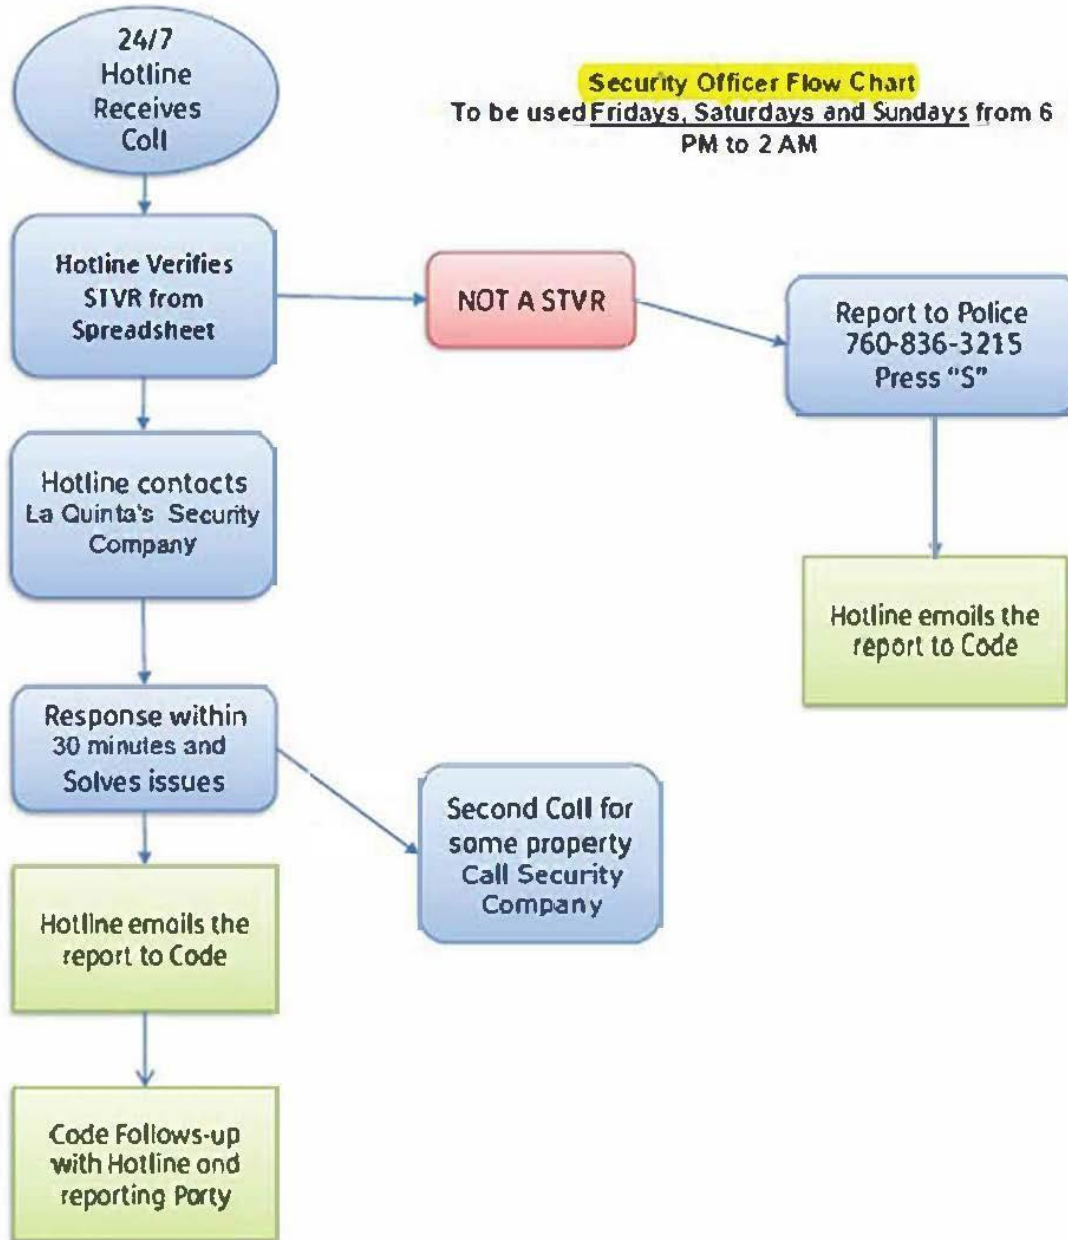 24/7
Hotline
Receives
Coll
Security Officer Flow Chart
To be used Fridays, Saturdays and Sundays from 6
PM to 2 AM
Hotline Verifies
STVR from
Spreadsheet
NOT A STVR
Report to Police
760-836-3215
Press "S"
Hotline contocts
La Quinta's Security
Company
Hotline emoils the
report to Code
Response within
30 minutes and
Solves issues
Second Coll for
some property
Call Security
Company
Hotline emoils the
report to Code
Code Follows-up
with Hotline ond
reporting Porty